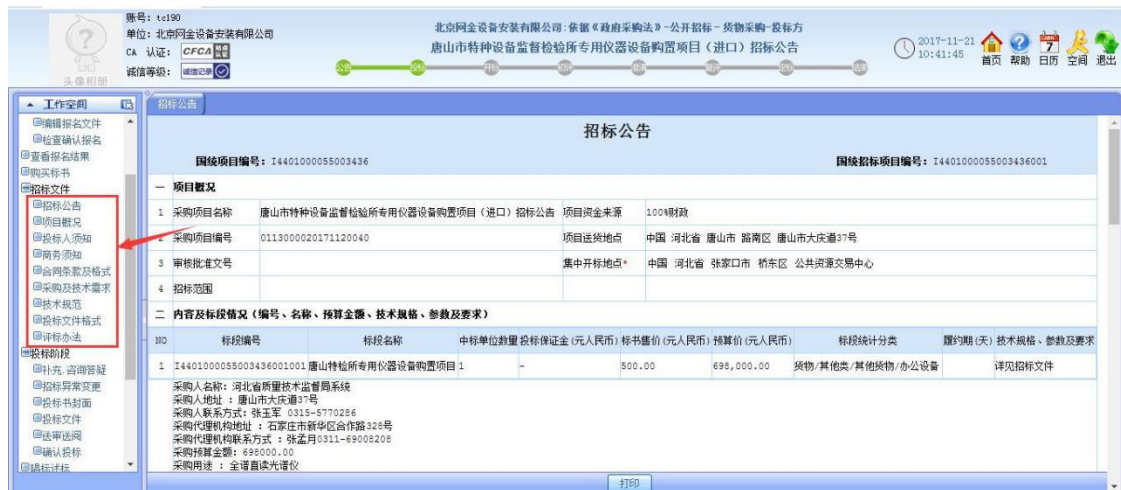 账号: tc190
单位: 北京网金设备安装有限公司
CA 认证: CFCA
诚信等级: 诚信记录
头像相册
北京网金设备安装有限公司:依据《政府采购法》-公开招标-货物采购-投标方
唐山市特种设备监督检验所专用仪器设备购置项目(进口)招标公告
2017-11-21
10:41:45
首页 帮助 日历 空间 退出
工作空间
编辑报名文件
检查确认报名
查看报名结果
购买标书
招标文件
招标公告
项目概况
投标人须知
商务须知
合同条款及格式
采购及技术需求
技术规范
投标文件格式
评标办法
投标阶段
补充.咨询答疑
招标异常变更
投标书封面
投标文件
送审送阅
确认投标
唱标述标
招标公告
招标公告
国统项目编号: I4401000055003436 国统招标项目编号: I4401000055003436001
一 项目概况
1 采购项目名称 唐山市特种设备监督检验所专用仪器设备购置项目(进口)招标公告 项目资金来源 100%财政
2 采购项目编号 0113000020171120040 项目送货地点 中国 河北省 唐山市 路南区 唐山市大庆道37号
3 审核批准文号 集中开标地点* 中国 河北省 张家口市 桥东区 公共资源交易中心
4 招标范围
二 内容及标段情况(编号、名称、预算金额、技术规格、参数及要求)
NO 标段编号 标段名称 中标单位数量 投标保证金(元人民币) 标书售价(元人民币) 预算价(元人民币) 标段统计分类 履约期(天) 技术规格、参数及要求
1 I4401000055003436001001 唐山特检所专用仪器设备购置项目 1 - 500.00 698,000.00 货物/其他类/其他货物/办公设备 详见招标文件
采购人名称: 河北省质量技术监督局系统
采购人地址 : 唐山市大庆道37号
采购人联系方式: 张玉军 0315-5770286
采购代理机构地址 : 石家庄市新华区合作路328号
采购代理机构联系方式 : 张孟月0311-69008208
采购预算金额: 698000.00
采购用途 : 全谱直读光谱仪
打印